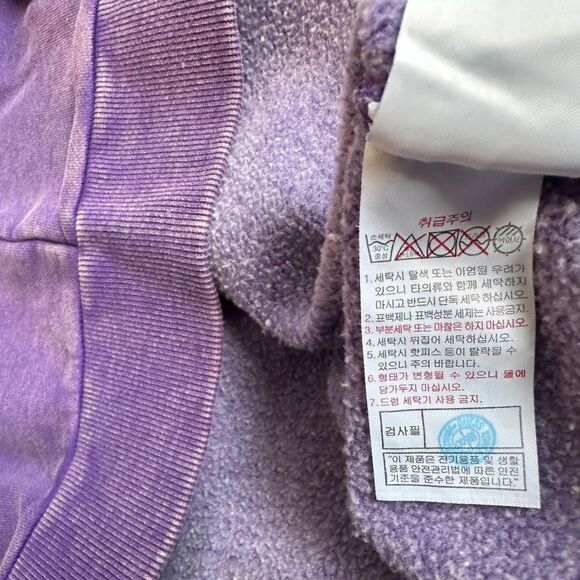 취급주의
손세탁
30°C
중성
뉘어서
1. 세탁시 탈색 또는 이염될 우려가
있으니 타의류와 함께 세탁하지
마시고 반드시 단독 세탁 하십시오.
2. 표백제나 표백성분 세제는 사용금지.
3. 부분세탁 또는 마찰은 하지 마십시오.
4. 세탁시 뒤집어 세탁하십시오.
5. 세탁시 핫피스 등이 탈락될 수
있으니 주의 바랍니다.
6. 형태가 변형될 수 있으니 물에
담가두지 마십시오.
7. 드럼 세탁기 사용 금지.
검사필
"이 제품은 전기용품 및 생활
용품 안전관리법에 따른 안전
기준을 준수한 제품입니다"